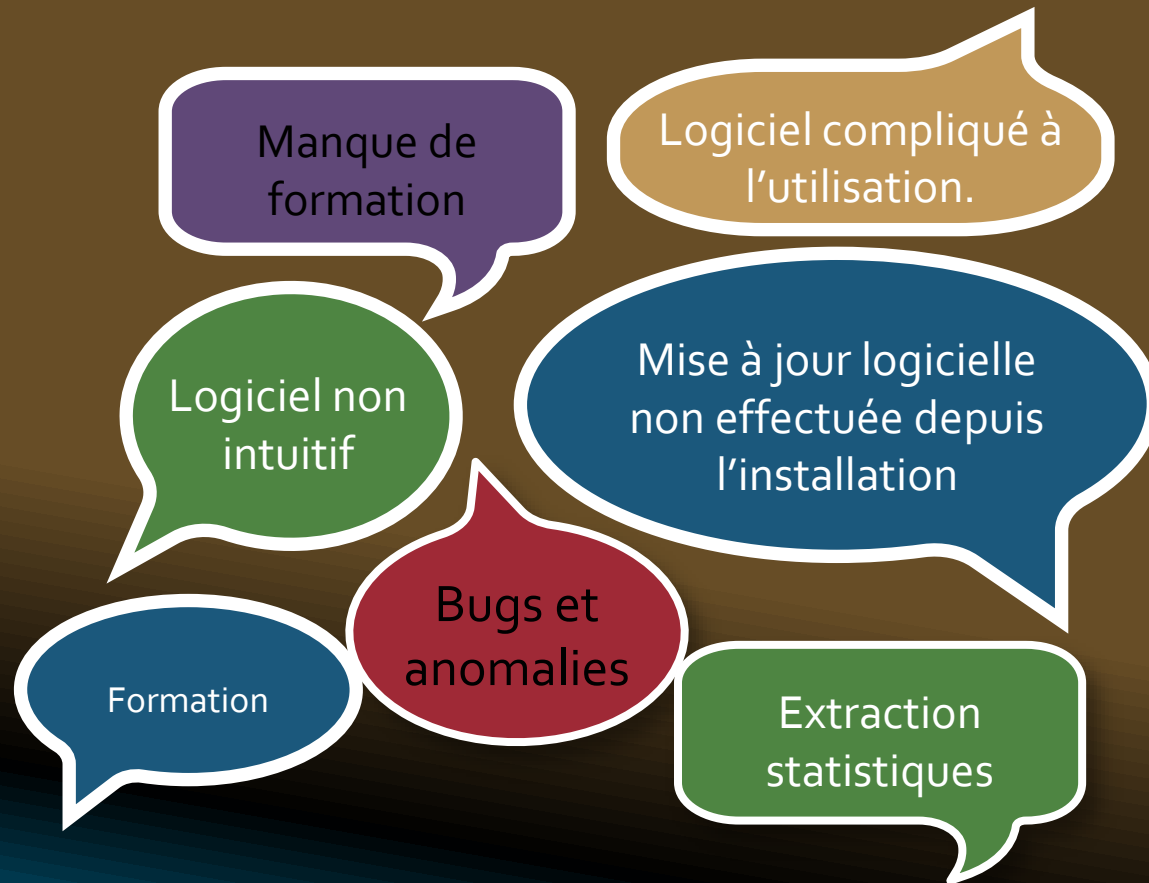 Manque de
formation
Logiciel compliqué à
l’utilisation.
Logiciel non
intuitif
Mise à jour logicielle
non effectuée depuis
l’installation
Bugs et
anomalies
Formation
Extraction
statistiques